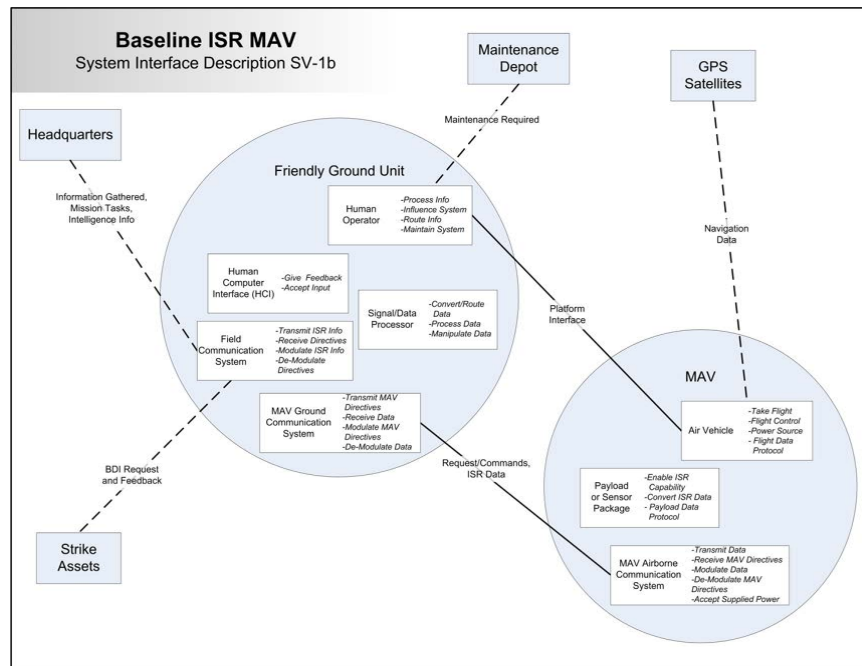 Baseline ISR MAV
System Interface Description SV-1b
Maintenance
Depot
GPS
Satellites
Headquarters
Maintenance Required
Friendly Ground Unit
Information Gathered,
Mission Tasks,
Intelligence Info
Human
Operator
-Process Info
-Influence System
-Route Info
-Maintain System
Navigation
Data
Human
Computer
Interface (HCI)
-Give Feedback
-Accept Input
Signal/Data
Processor
-Convert/Route
Data
-Process Data
-Manipulate Data
Platform
Interface
Field
Communication
System
-Transmit ISR Info
-Receive Directives
-Modulate ISR Info
-De-Modulate
Directives
MAV
MAV Ground
Communication
System
-Transmit MAV
Directives
-Receive Data
-Modulate MAV
Directives
-De-Modulate Data
Air Vehicle
-Take Flight
-Flight Control
-Power Source
- Flight Data
Protocol
BDI Request
and Feedback
Request/Commands,
ISR Data
Payload
or Sensor
Package
-Enable ISR
Capability
-Convert ISR Data
- Payload Data
Protocol
Strike
Assets
MAV Airborne
Communication
System
-Transmit Data
-Receive MAV Directives
-Modulate Data
-De-Modulate MAV
Directives
-Accept Supplied Power